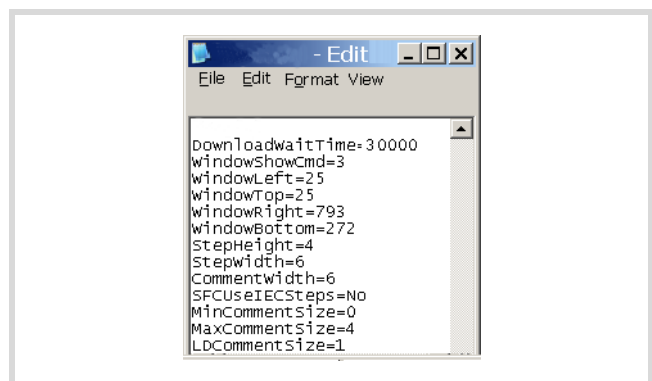 - Edit
File Edit Format View
DownloadWaitTime=30000
WindowShowCmd=3
WindowLeft=25
WindowTop=25
WindowRight=793
WindowBottom=272
StepHeight=4
StepWidth=6
CommentWidth=6
SFCUseIECSteps=No
MinCommentSize=0
MaxCommentSize=4
LDCommentSize=1